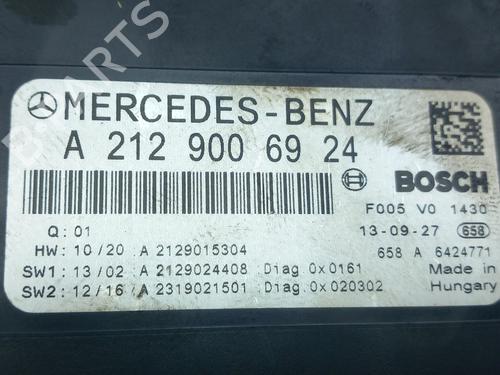 PARTS
MERCEDES-BENZ
A 212 900 69 24
BOSCH
Q: 01
F005 V0 1430
13-09-27 658
HW: 10/20 A 2129015304
658 A 6424771
SW1: 13/02 A 2129024408 Diag 0x0161
Made in
SW2: 12/16 A 2319021501 Diag. 0x020302
Hungary